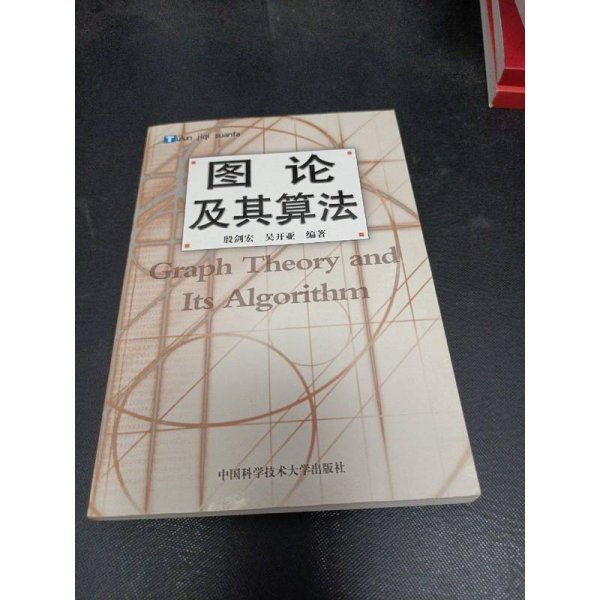 Tulun jiqi suanfa
图 论
及其算法
殷剑宏 吴开亚 编著
Graph Theory and
Its Algorithm
中国科学技术大学出版社